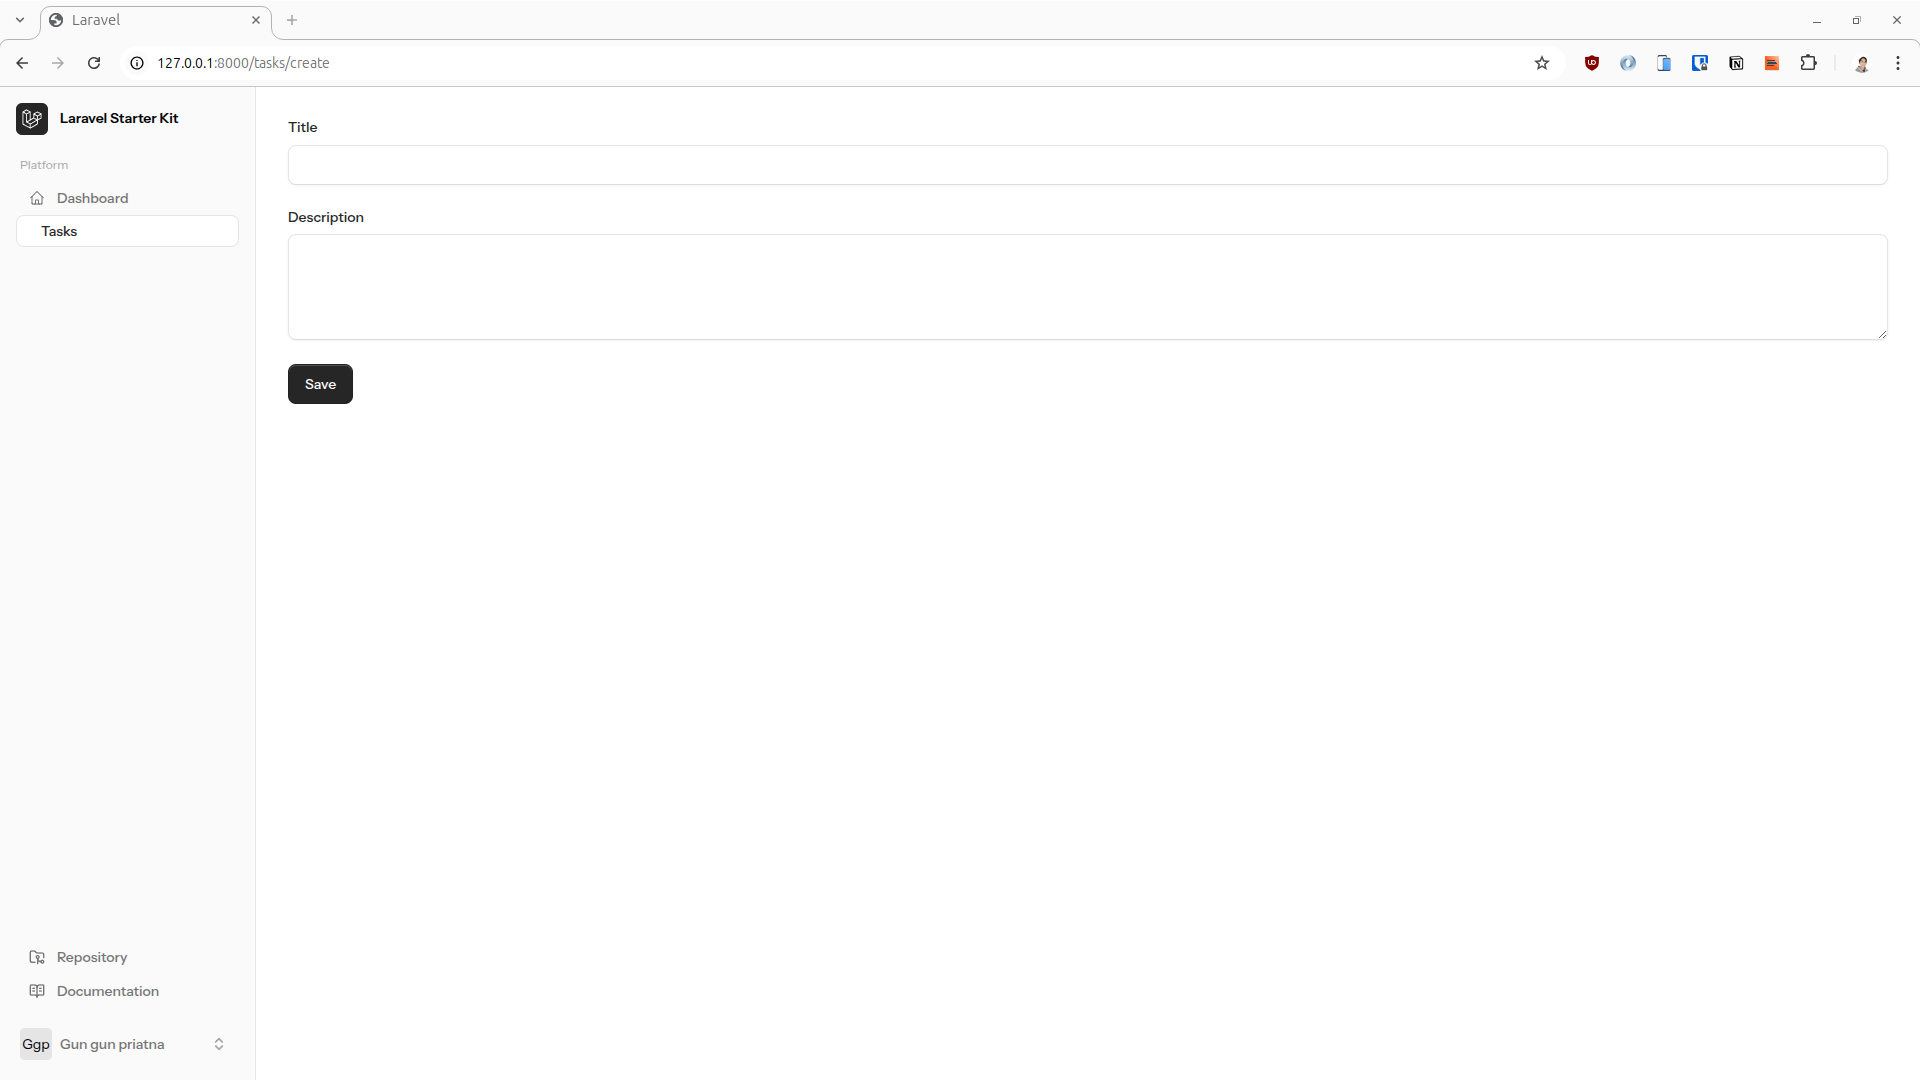 Laravel
127.0.0.1:8000/tasks/create
Laravel Starter Kit
Platform
Dashboard
Tasks
Title
Description
Save
Repository
Documentation
Ggp
Gun gun priatna